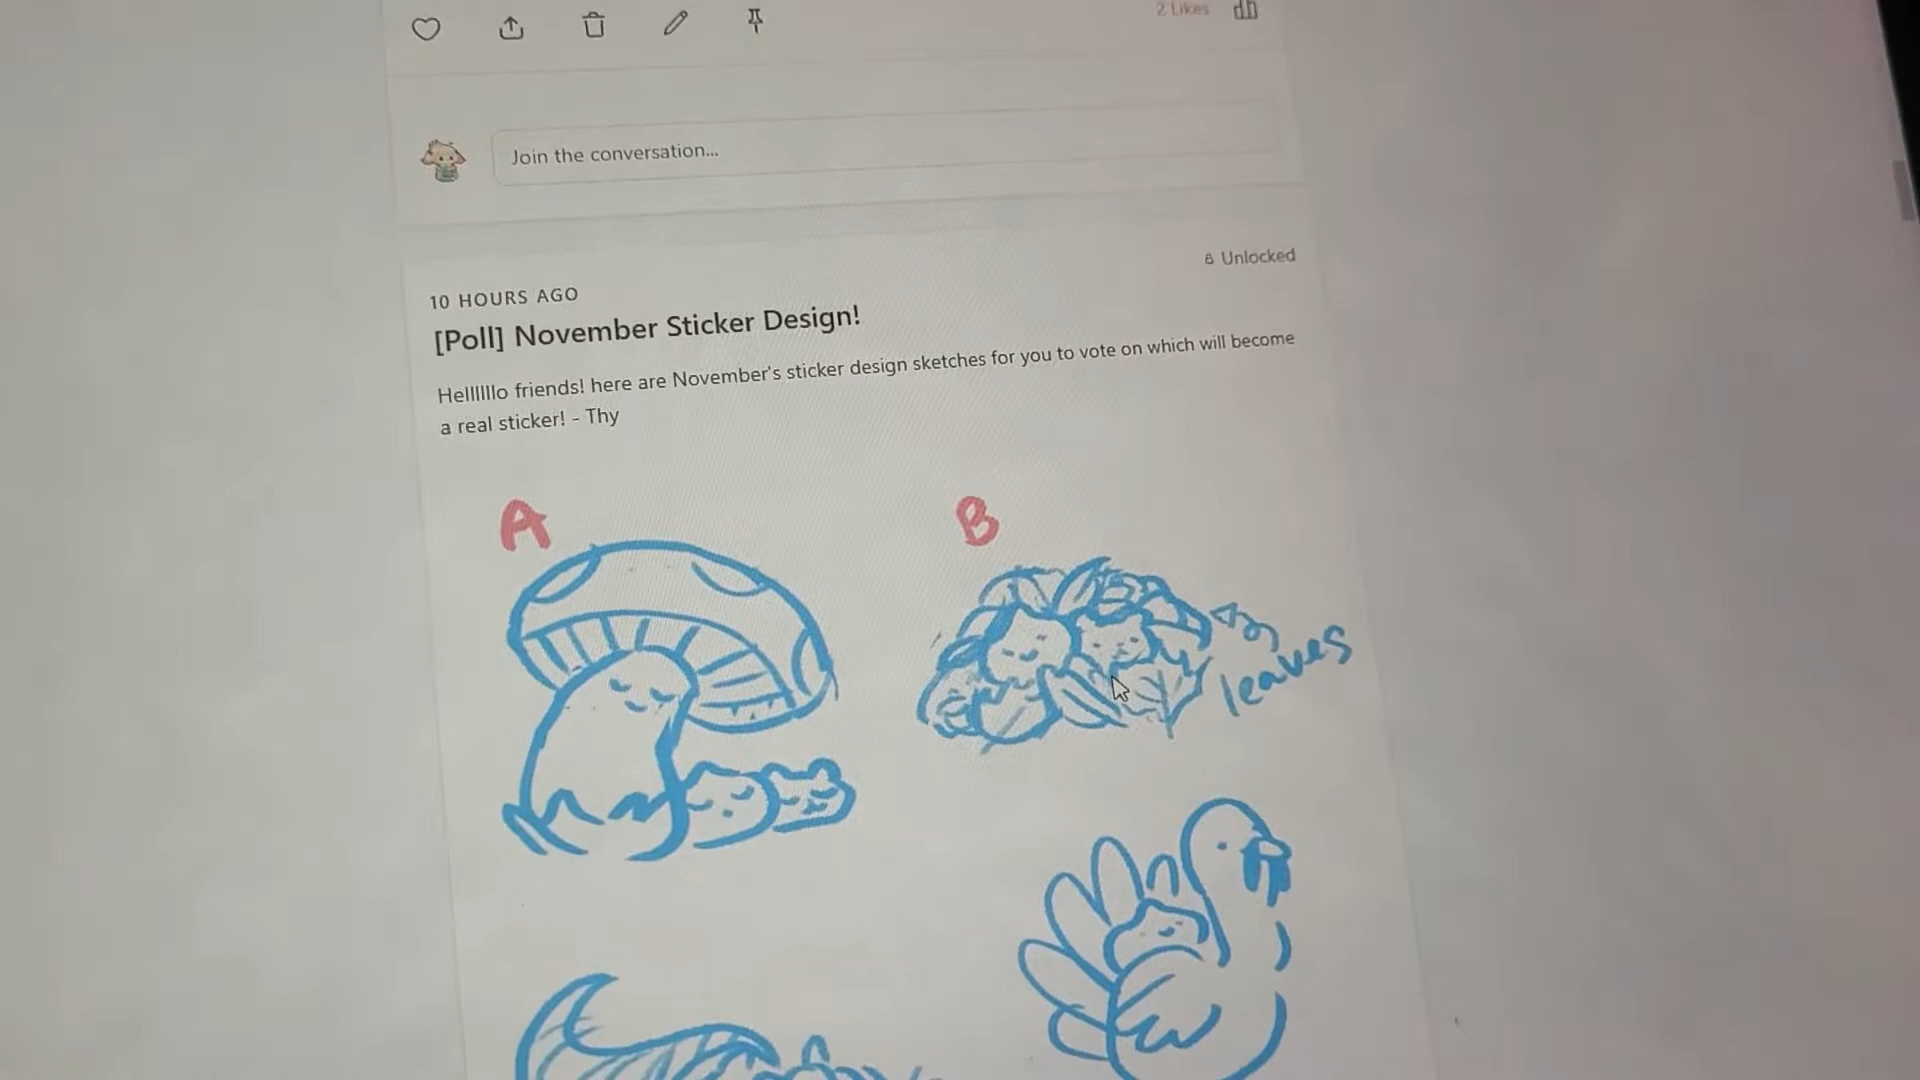 2 Likes
Join the conversation...
Unlocked
10 HOURS AGO
[Poll] November Sticker Design!
Hellllllo friends! here are November's sticker design sketches for you to vote on which will become
a real sticker! - Thy
A
B
leaves